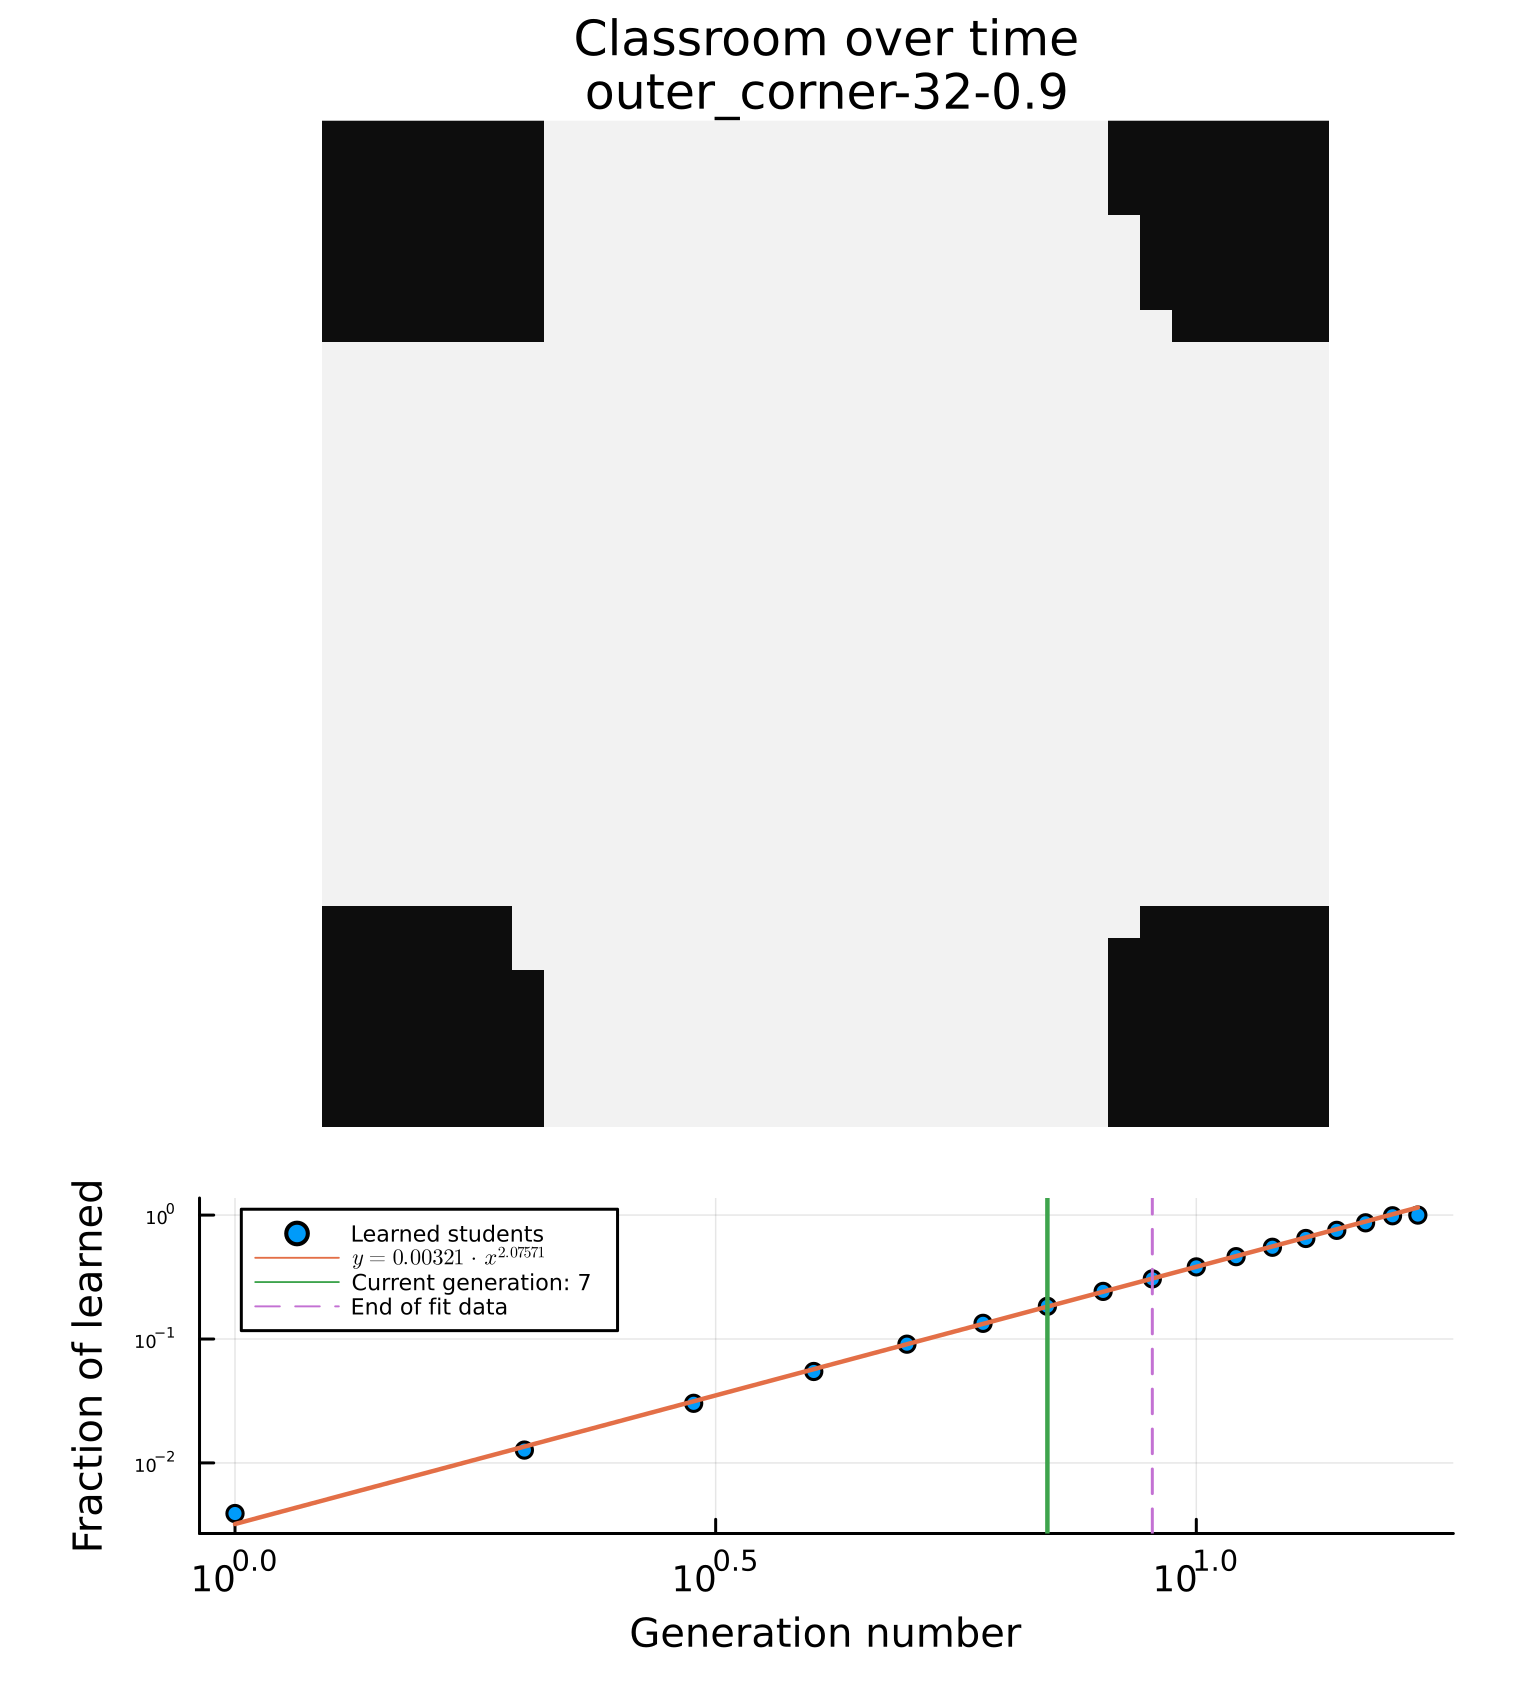 Classroom over time
outer_corner-32-0.9
Fraction of learned
10⁰
10⁻¹
10⁻²
Learned students
y = 0.00321 · x^2.07571
Current generation: 7
End of fit data
10^0.0 10^0.5 10^1.0
Generation number